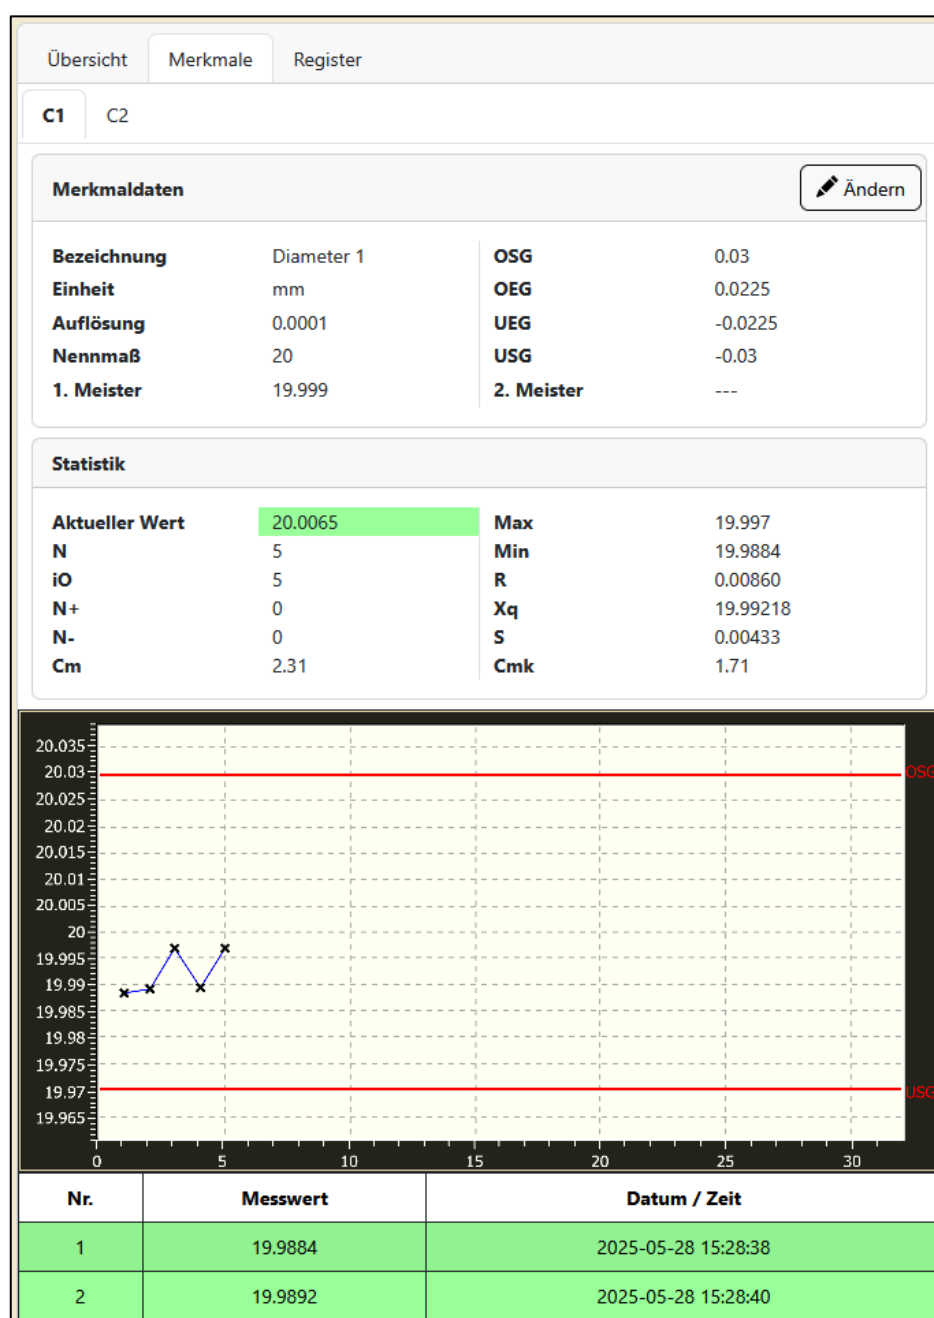 Übersicht Merkmale Register
C1 C2
Merkmaldaten Ändern
Bezeichnung Diameter 1 OSG 0.03
Einheit mm OEG 0.0225
Auflösung 0.0001 UEG -0.0225
Nennmaß 20 USG -0.03
1. Meister 19.999 2. Meister ---
Statistik
Aktueller Wert 20.0065 Max 19.997
N 5 Min 19.9884
iO 5 R 0.00860
N+ 0 Xq 19.99218
N- 0 S 0.00433
Cm 2.31 Cmk 1.71
20.035
20.03 OSG
20.025
20.02
20.015
20.01
20.005
20
19.995
19.99
19.985
19.98
19.975
19.97 USG
19.965
0 5 10 15 20 25 30
Nr. Messwert Datum / Zeit
1 19.9884 2025-05-28 15:28:38
2 19.9892 2025-05-28 15:28:40